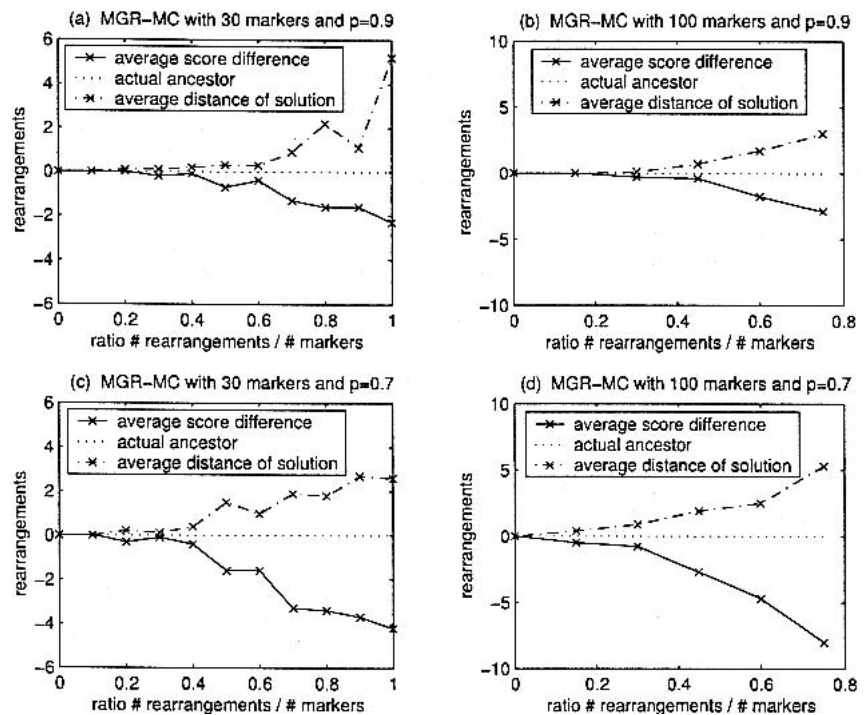 (a) MGR-MC with 30 markers and p=0.9
6
4
2
0
-2
-4
-6
rearrangements
average score difference
actual ancestor
average distance of solution
0 0.2 0.4 0.6 0.8 1
ratio # rearrangements / # markers
(b) MGR-MC with 100 markers and p=0.9
10
5
0
-5
-10
rearrangements
average score difference
actual ancestor
average distance of solution
0 0.2 0.4 0.6 0.8
ratio # rearrangements / # markers
(c) MGR-MC with 30 markers and p=0.7
6
4
2
0
-2
-4
-6
rearrangements
average score difference
actual ancestor
average distance of solution
0 0.2 0.4 0.6 0.8 1
ratio # rearrangements / # markers
(d) MGR-MC with 100 markers and p=0.7
10
5
0
-5
-10
rearrangements
average score difference
actual ancestor
average distance of solution
0 0.2 0.4 0.6 0.8
ratio # rearrangements / # markers